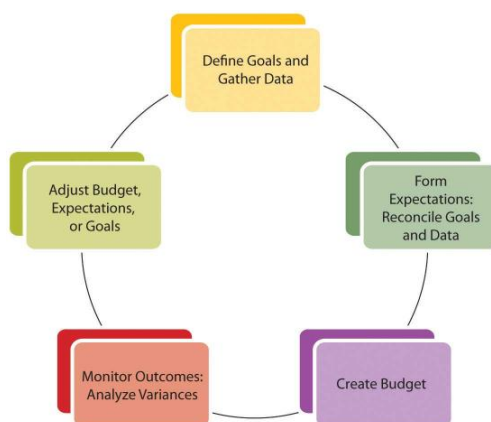 Define Goals and
Gather Data
Form
Expectations:
Reconcile Goals
and Data
Create Budget
Monitor Outcomes:
Analyze Variances
Adjust Budget,
Expectations,
or Goals